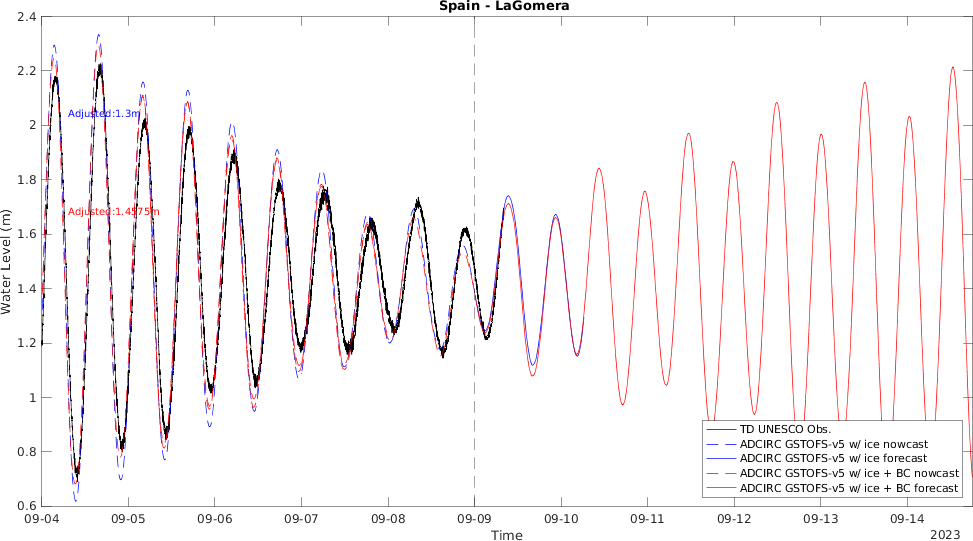 Spain - LaGomera
2.4
2.2
2
1.8
1.6
1.4
1.2
1
0.8
0.6
Water Level (m)
Adjusted:1.3m
Adjusted:1.4575m
TD UNESCO Obs.
ADCIRC GSTOFS-v5 w/ ice nowcast
ADCIRC GSTOFS-v5 w/ ice forecast
ADCIRC GSTOFS-v5 w/ ice + BC nowcast
ADCIRC GSTOFS-v5 w/ ice + BC forecast
09-04 09-05 09-06 09-07 09-08 09-09 09-10 09-11 09-12 09-13 09-14
Time
2023